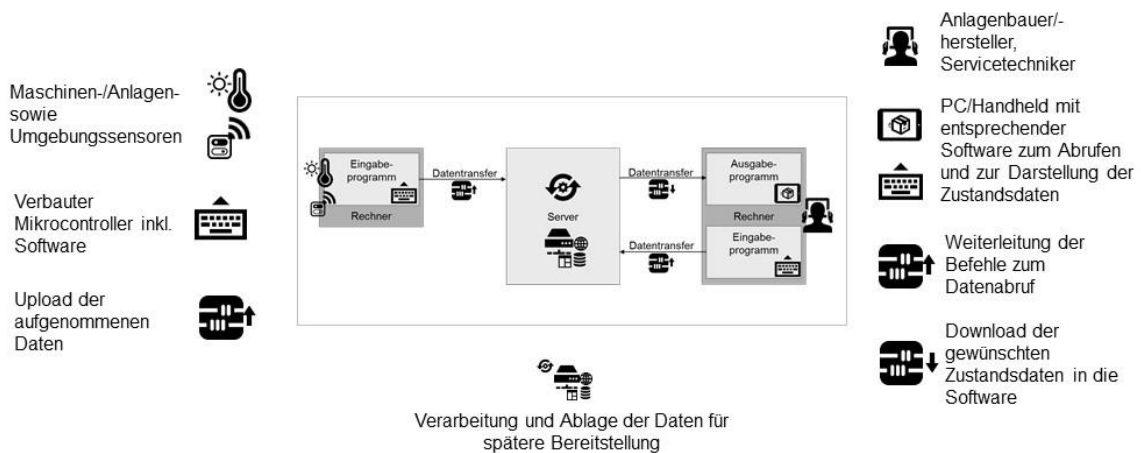 Maschinen-/Anlagen-
sowie
Umgebungssensoren
Verbauter
Mikrocontroller inkl.
Software
Upload der
aufgenommenen
Daten
Eingabe-
programm
Rechner
Datentransfer
Server
Datentransfer
Datentransfer
Ausgabe-
programm
Rechner
Eingabe-
programm
Verarbeitung und Ablage der Daten für
spätere Bereitstellung
Anlagenbauer/-
hersteller,
Servicetechniker
PC/Handheld mit
entsprechender
Software zum Abrufen
und zur Darstellung der
Zustandsdaten
Weiterleitung der
Befehle zum
Datenabruf
Download der
gewünschten
Zustandsdaten in die
Software